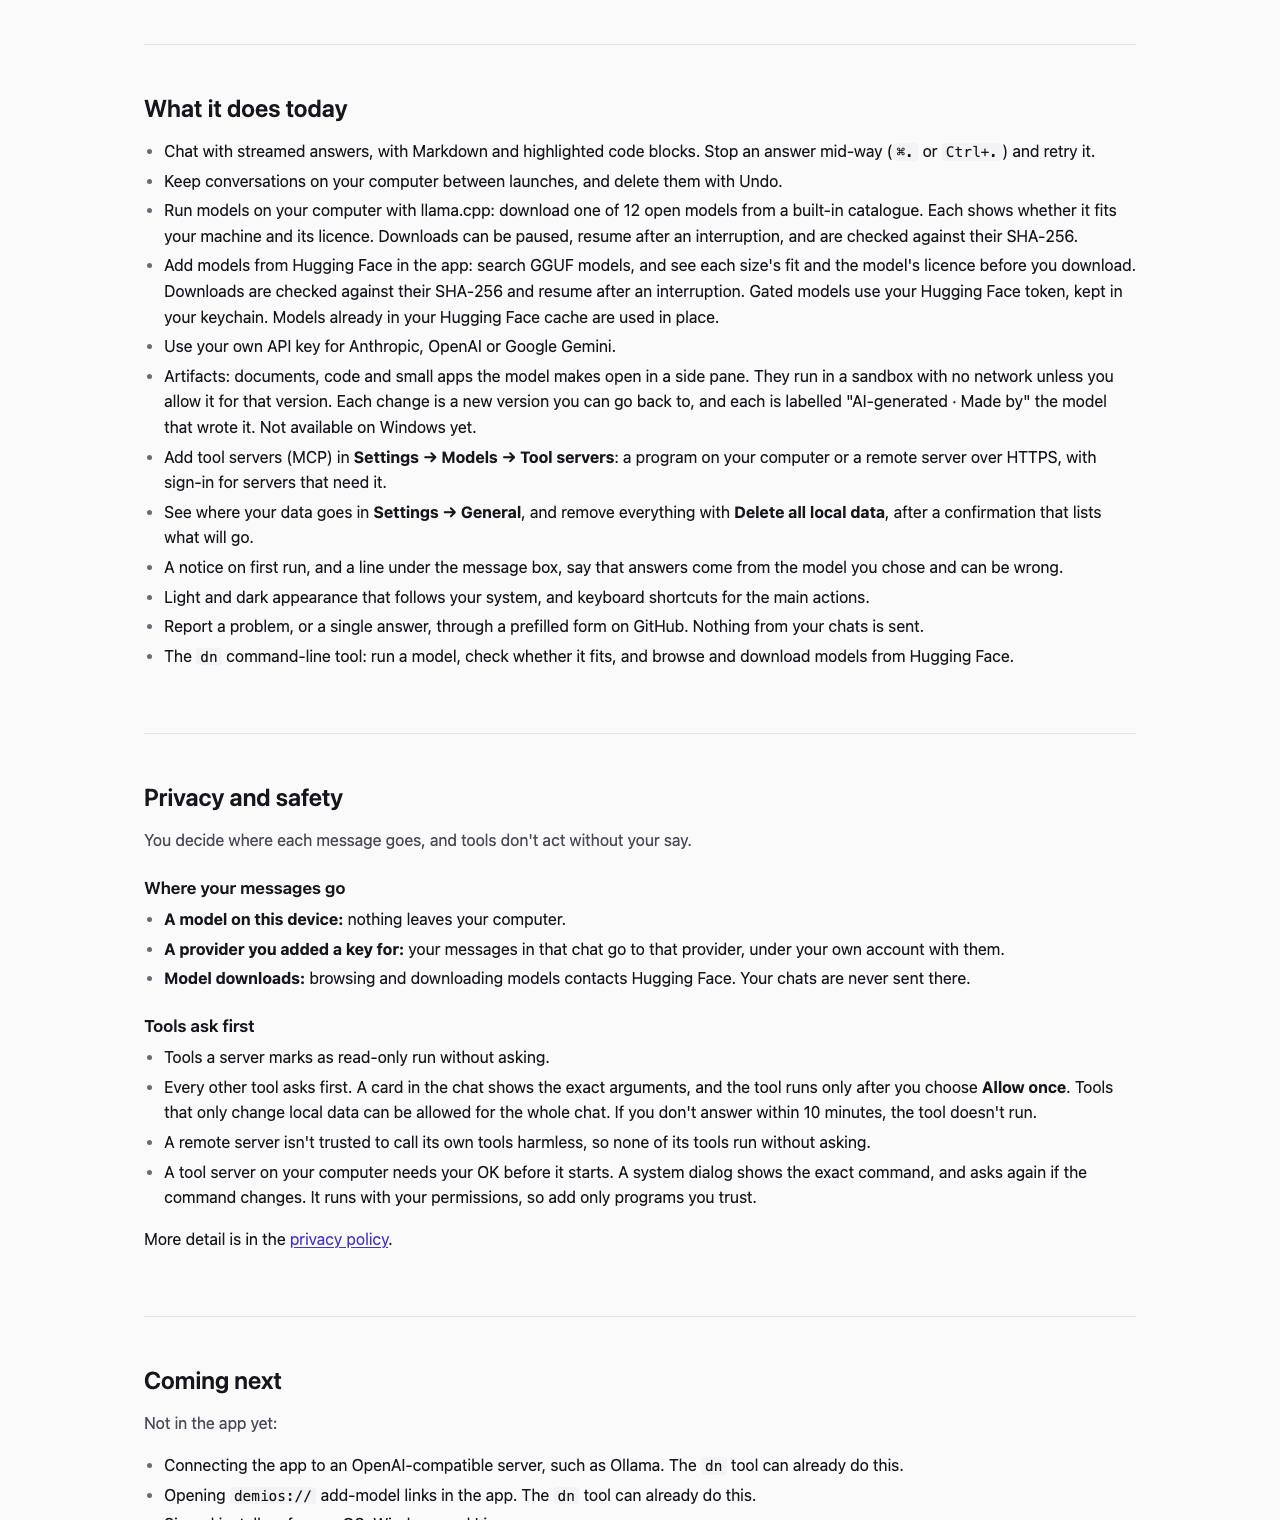 What it does today
Chat with streamed answers, with Markdown and highlighted code blocks. Stop an answer mid-way ( ⌘. or Ctrl+. ) and retry it.
Keep conversations on your computer between launches, and delete them with Undo.
Run models on your computer with llama.cpp: download one of 12 open models from a built-in catalogue. Each shows whether it fits
your machine and its licence. Downloads can be paused, resume after an interruption, and are checked against their SHA-256.
Add models from Hugging Face in the app: search GGUF models, and see each size's fit and the model's licence before you download.
Downloads are checked against their SHA-256 and resume after an interruption. Gated models use your Hugging Face token, kept in
your keychain. Models already in your Hugging Face cache are used in place.
Use your own API key for Anthropic, OpenAI or Google Gemini.
Artifacts: documents, code and small apps the model makes open in a side pane. They run in a sandbox with no network unless you
allow it for that version. Each change is a new version you can go back to, and each is labelled "AI-generated · Made by" the model
that wrote it. Not available on Windows yet.
Add tool servers (MCP) in Settings → Models → Tool servers: a program on your computer or a remote server over HTTPS, with
sign-in for servers that need it.
See where your data goes in Settings → General, and remove everything with Delete all local data, after a confirmation that lists
what will go.
A notice on first run, and a line under the message box, say that answers come from the model you chose and can be wrong.
Light and dark appearance that follows your system, and keyboard shortcuts for the main actions.
Report a problem, or a single answer, through a prefilled form on GitHub. Nothing from your chats is sent.
The dn command-line tool: run a model, check whether it fits, and browse and download models from Hugging Face.
Privacy and safety
You decide where each message goes, and tools don't act without your say.
Where your messages go
A model on this device: nothing leaves your computer.
A provider you added a key for: your messages in that chat go to that provider, under your own account with them.
Model downloads: browsing and downloading models contacts Hugging Face. Your chats are never sent there.
Tools ask first
Tools a server marks as read-only run without asking.
Every other tool asks first. A card in the chat shows the exact arguments, and the tool runs only after you choose Allow once. Tools
that only change local data can be allowed for the whole chat. If you don't answer within 10 minutes, the tool doesn't run.
A remote server isn't trusted to call its own tools harmless, so none of its tools run without asking.
A tool server on your computer needs your OK before it starts. A system dialog shows the exact command, and asks again if the
command changes. It runs with your permissions, so add only programs you trust.
More detail is in the privacy policy.
Coming next
Not in the app yet:
Connecting the app to an OpenAI-compatible server, such as Ollama. The dn tool can already do this.
Opening demios:// add-model links in the app. The dn tool can already do this.